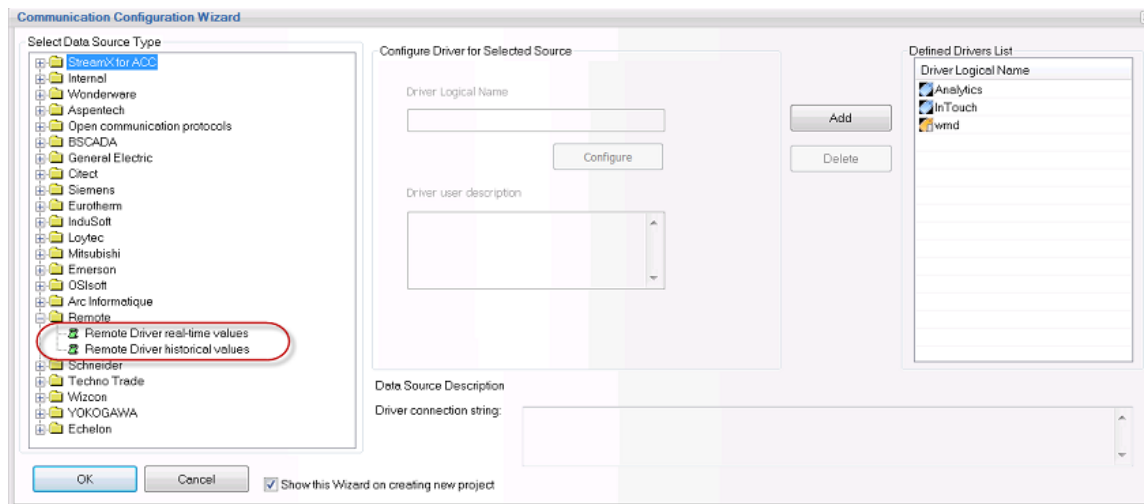 Communication Configuration Wizard
Select Data Source Type
StreamX for ACC
Internal
Wonderware
Aspentech
Open communication protocols
BSCADA
General Electric
Citect
Siemens
Eurotherm
InduSoft
Loytec
Mitsubishi
Emerson
OSIsoft
Arc Informatique
Remote
Remote Driver real-time values
Remote Driver historical values
Schneider
Techno Trade
Wizcon
YOKOGAWA
Echelon
Configure Driver for Selected Source
Driver Logical Name
Configure
Driver user description
Add
Delete
Defined Drivers List
Driver Logical Name
Analytics
InTouch
wmd
Data Source Description
Driver connection string:
OK
Cancel
Show this Wizard on creating new project